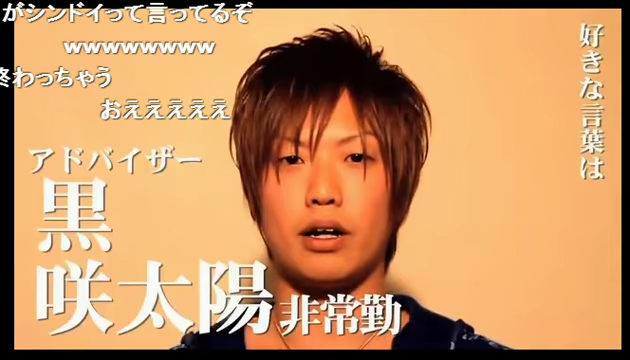 がシンドイって言ってるぞ
wwwwwwww
終わっちゃう
おえええええ
好きな言葉は
アドバイザー
黒
咲太陽 非常勤